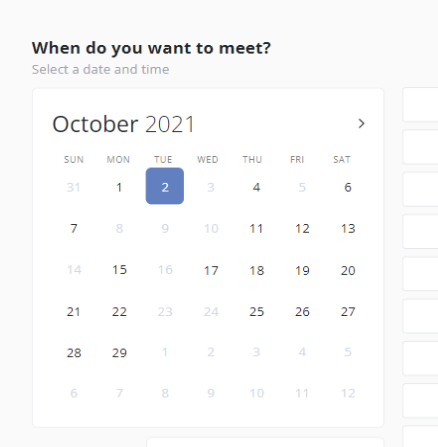 When do you want to meet?
Select a date and time
October 2021
SUN MON TUE WED THU FRI SAT
31 1 2 3 4 5 6
7 8 9 10 11 12 13
14 15 16 17 18 19 20
21 22 23 24 25 26 27
28 29 1 2 3 4 5
6 7 8 9 10 11 12